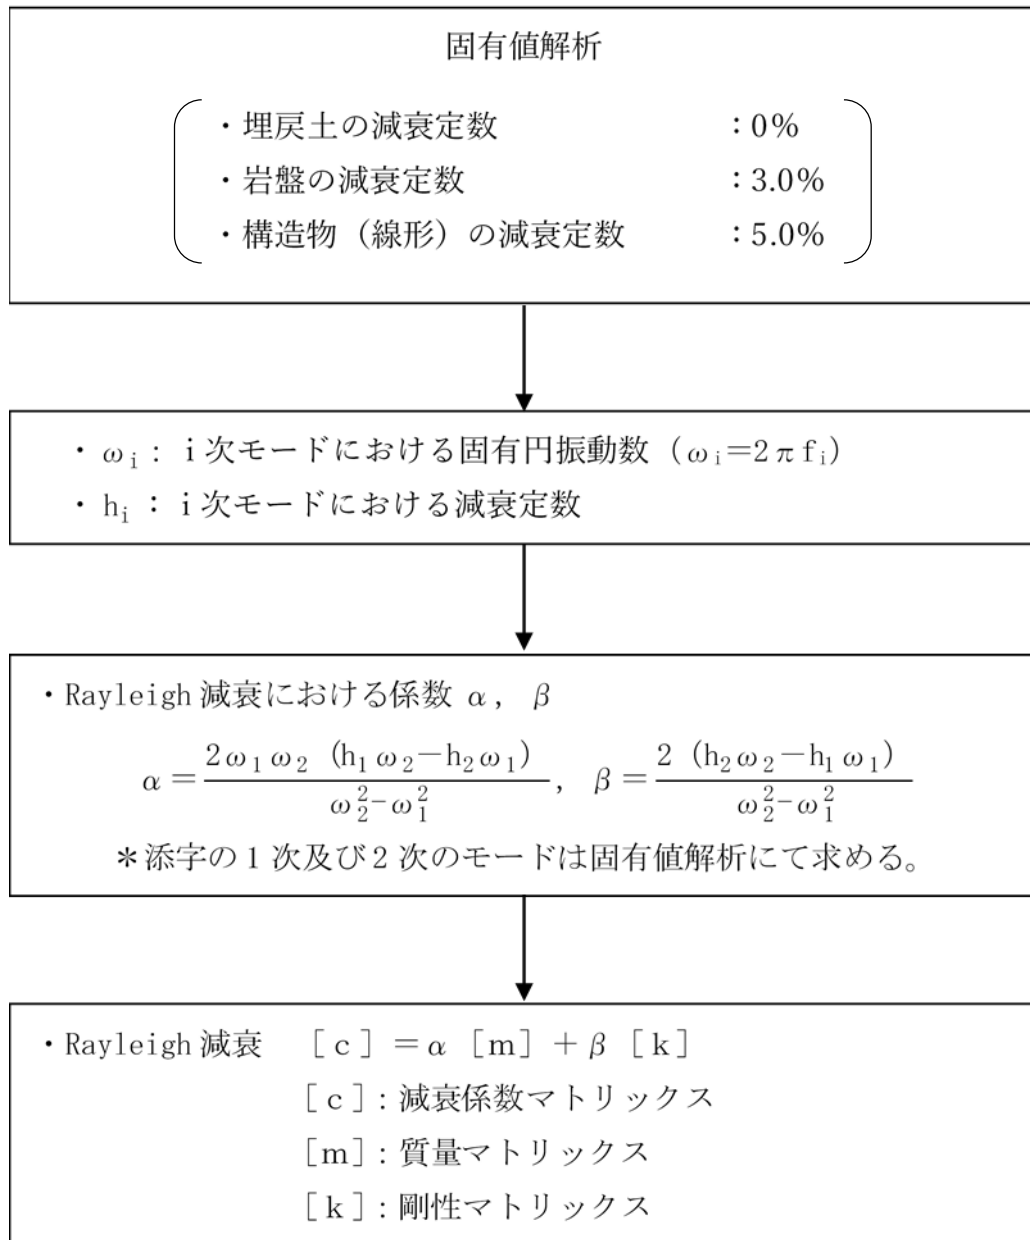 固有値解析
・埋戻土の減衰定数 :0%
・岩盤の減衰定数 :3.0%
・構造物（線形）の減衰定数 :5.0%
・ω_i: i次モードにおける固有円振動数（ω_i=2πf_i）
・h_i: i次モードにおける減衰定数
・Rayleigh減衰における係数 α, β
α=\frac{2ω_1ω_2 (h_1ω_2−h_2ω_1)}{ω_2^2−ω_1^2}, β=\frac{2 (h_2ω_2−h_1ω_1)}{ω_2^2−ω_1^2}
＊添字の1次及び2次のモードは固有値解析にて求める。
・Rayleigh減衰 ［c］=α［m］+β［k］
［c］:減衰係数マトリックス
［m］:質量マトリックス
［k］:剛性マトリックス